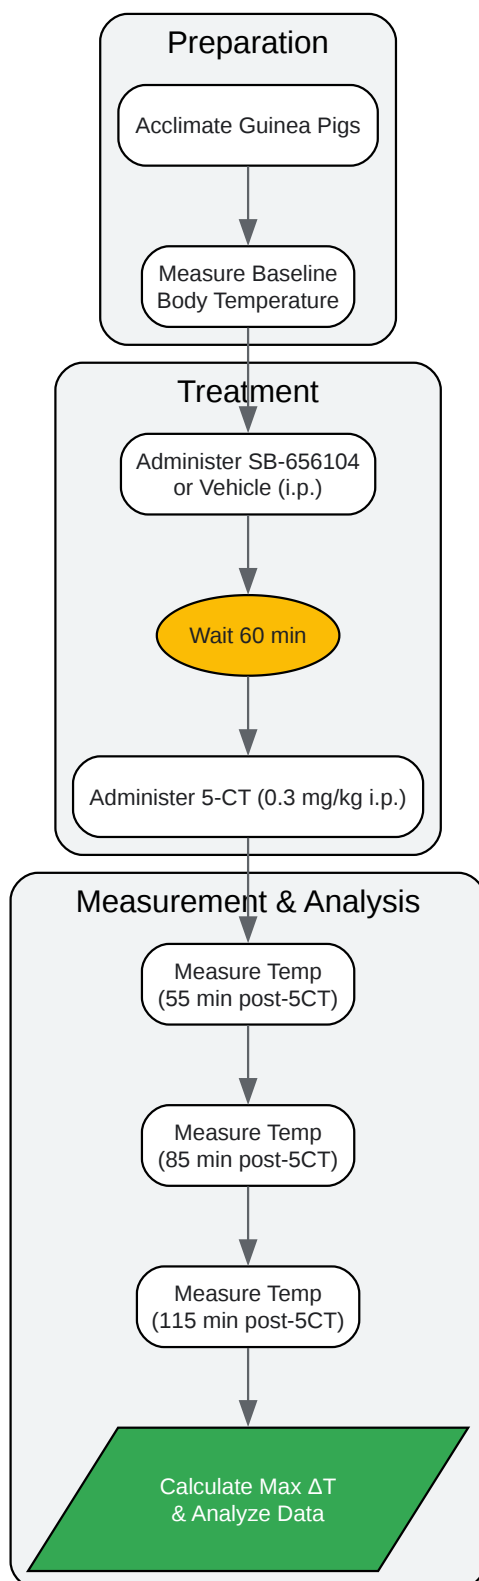 Preparation
Acclimate Guinea Pigs
Measure Baseline
Body Temperature
Treatment
Administer SB-656104
or Vehicle (i.p.)
Wait 60 min
Administer 5-CT (0.3 mg/kg i.p.)
Measurement & Analysis
Measure Temp
(55 min post-5CT)
Measure Temp
(85 min post-5CT)
Measure Temp
(115 min post-5CT)
Calculate Max ΔT
& Analyze Data